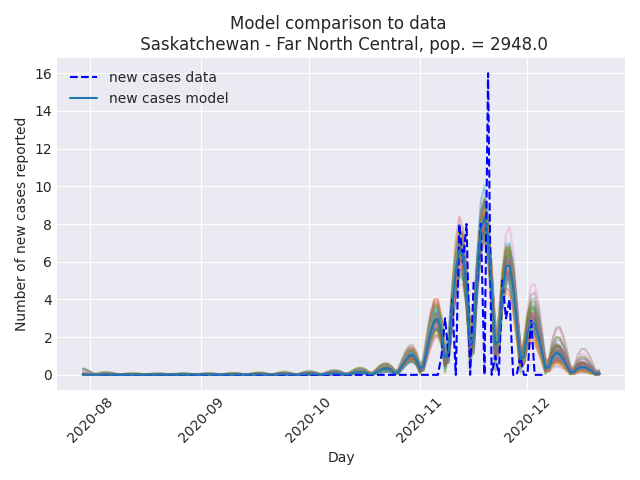 Model comparison to data
Saskatchewan - Far North Central, pop. = 2948.0
new cases data
new cases model
Number of new cases reported
16
14
12
10
8
6
4
2
0
2020-08
2020-09
2020-10
2020-11
2020-12
Day